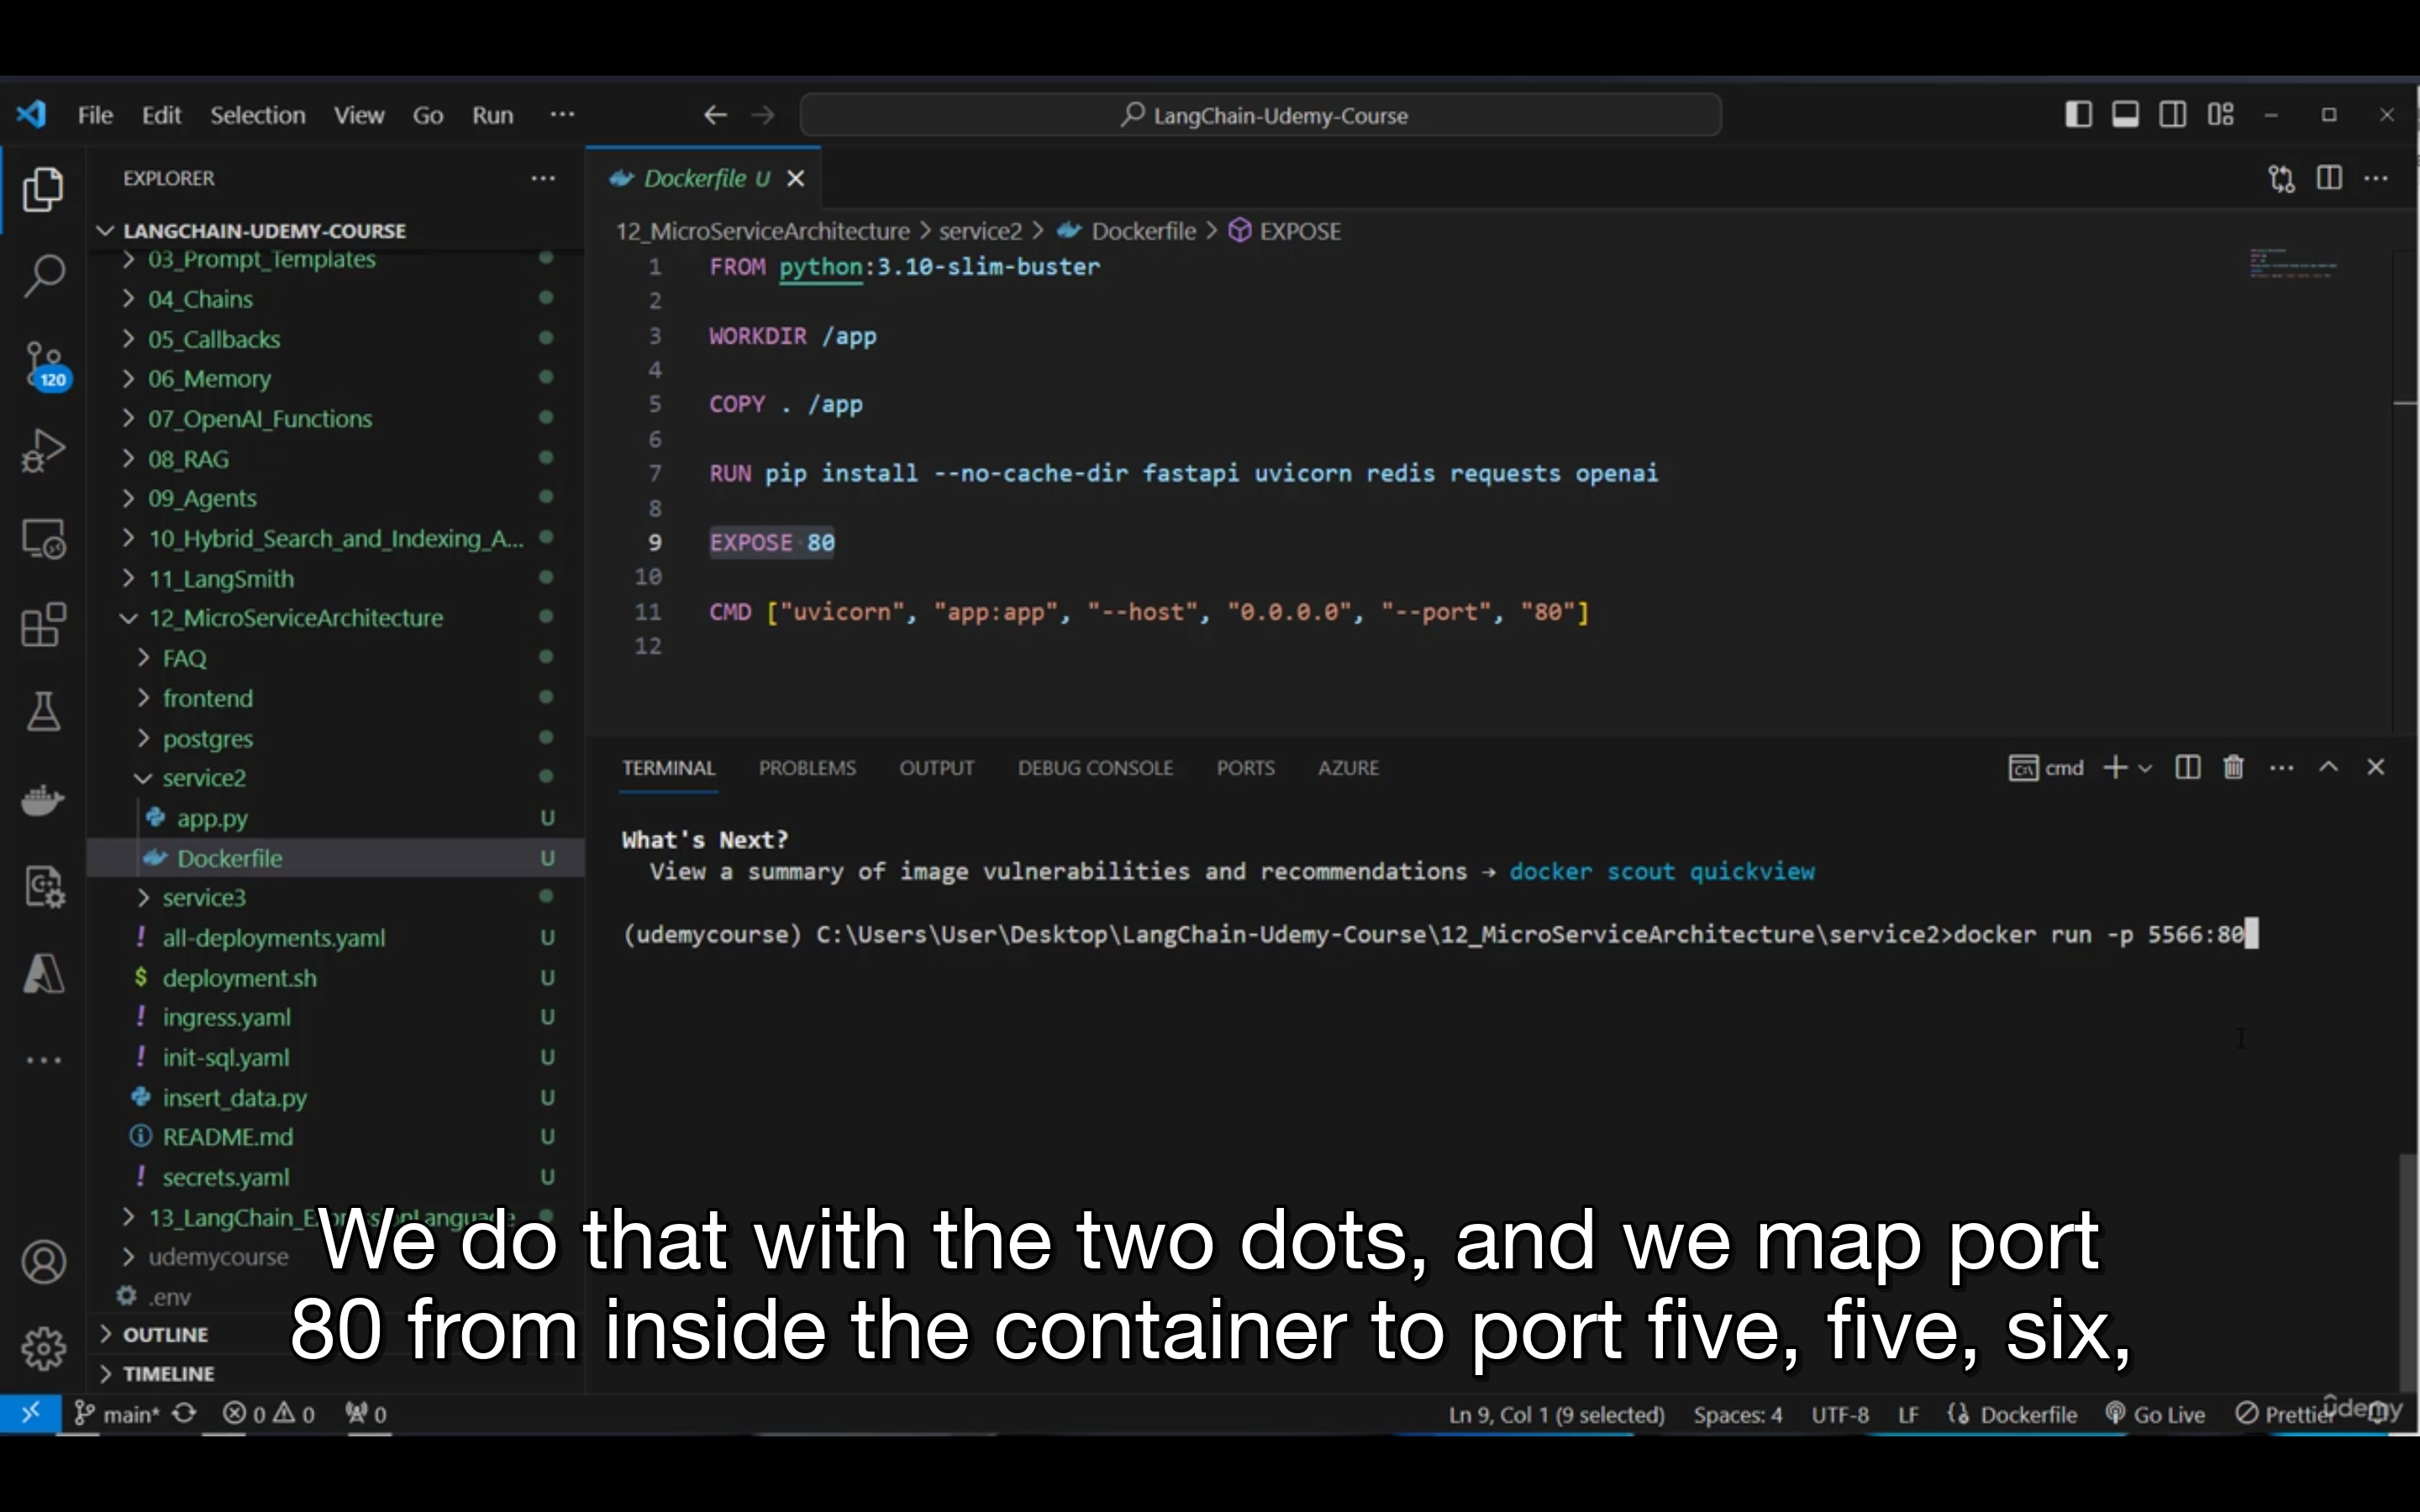 File Edit Selection View Go Run ···
LangChain-Udemy-Course
EXPLORER
LANGCHAIN-UDEMY-COURSE
03_Prompt_Templates
04_Chains
05_Callbacks
06_Memory
07_OpenAI_Functions
08_RAG
09_Agents
10_Hybrid_Search_and_Indexing_A...
11_LangSmith
12_MicroServiceArchitecture
FAQ
frontend
postgres
service2
app.py U
Dockerfile U
service3
all-deployments.yaml U
deployment.sh U
ingress.yaml U
init-sql.yaml U
insert_data.py U
README.md U
secrets.yaml U
13_LangChain_ExpressionLanguage
udemycourse
.env
OUTLINE
TIMELINE
120
Dockerfile U
12_MicroServiceArchitecture > service2 > Dockerfile > EXPOSE
1 FROM python:3.10-slim-buster
2
3 WORKDIR /app
4
5 COPY . /app
6
7 RUN pip install --no-cache-dir fastapi uvicorn redis requests openai
8
9 EXPOSE 80
10
11 CMD ["uvicorn", "app:app", "--host", "0.0.0.0", "--port", "80"]
12
TERMINAL PROBLEMS OUTPUT DEBUG CONSOLE PORTS AZURE
cmd
What's Next?
View a summary of image vulnerabilities and recommendations → docker scout quickview
(udemycourse) C:\Users\User\Desktop\LangChain-Udemy-Course\12_MicroServiceArchitecture\service2>docker run -p 5566:80
We do that with the two dots, and we map port
80 from inside the container to port five, five, six,
main* 0 0 0
Ln 9, Col 1 (9 selected) Spaces: 4 UTF-8 LF Dockerfile Go Live Prettier
udemy